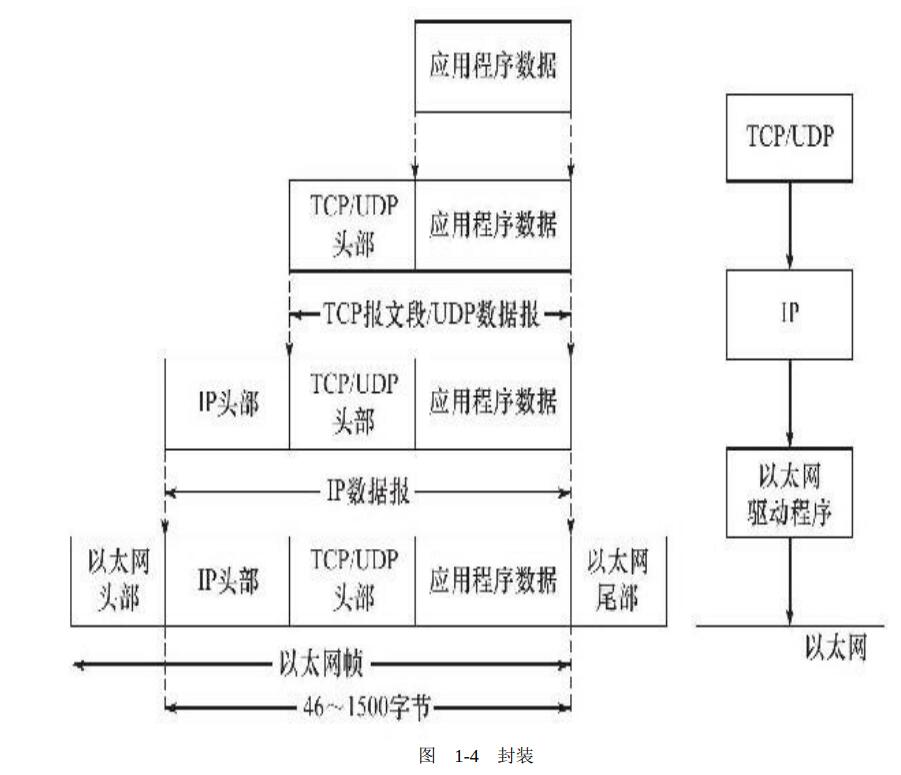 应用程序数据
TCP/UDP
头部
应用程序数据
TCP报文段/UDP数据报
IP头部
TCP/UDP
头部
应用程序数据
IP数据报
以太网
头部
IP头部
TCP/UDP
头部
应用程序数据
以太网
尾部
以太网帧
46～1500字节
TCP/UDP
IP
以太网
驱动程序
以太网
图 1-4 封装